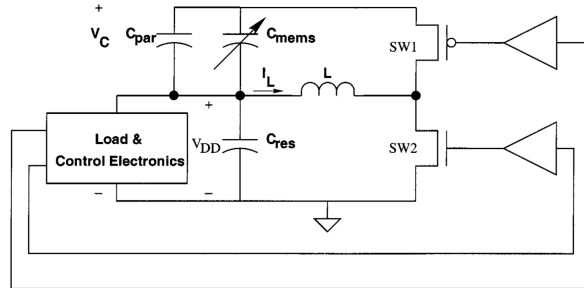 +
V_C
C_par
C_mems
SW1
I_L
L
+
Load &
Control Electronics
V_DD
C_res
SW2
−
−